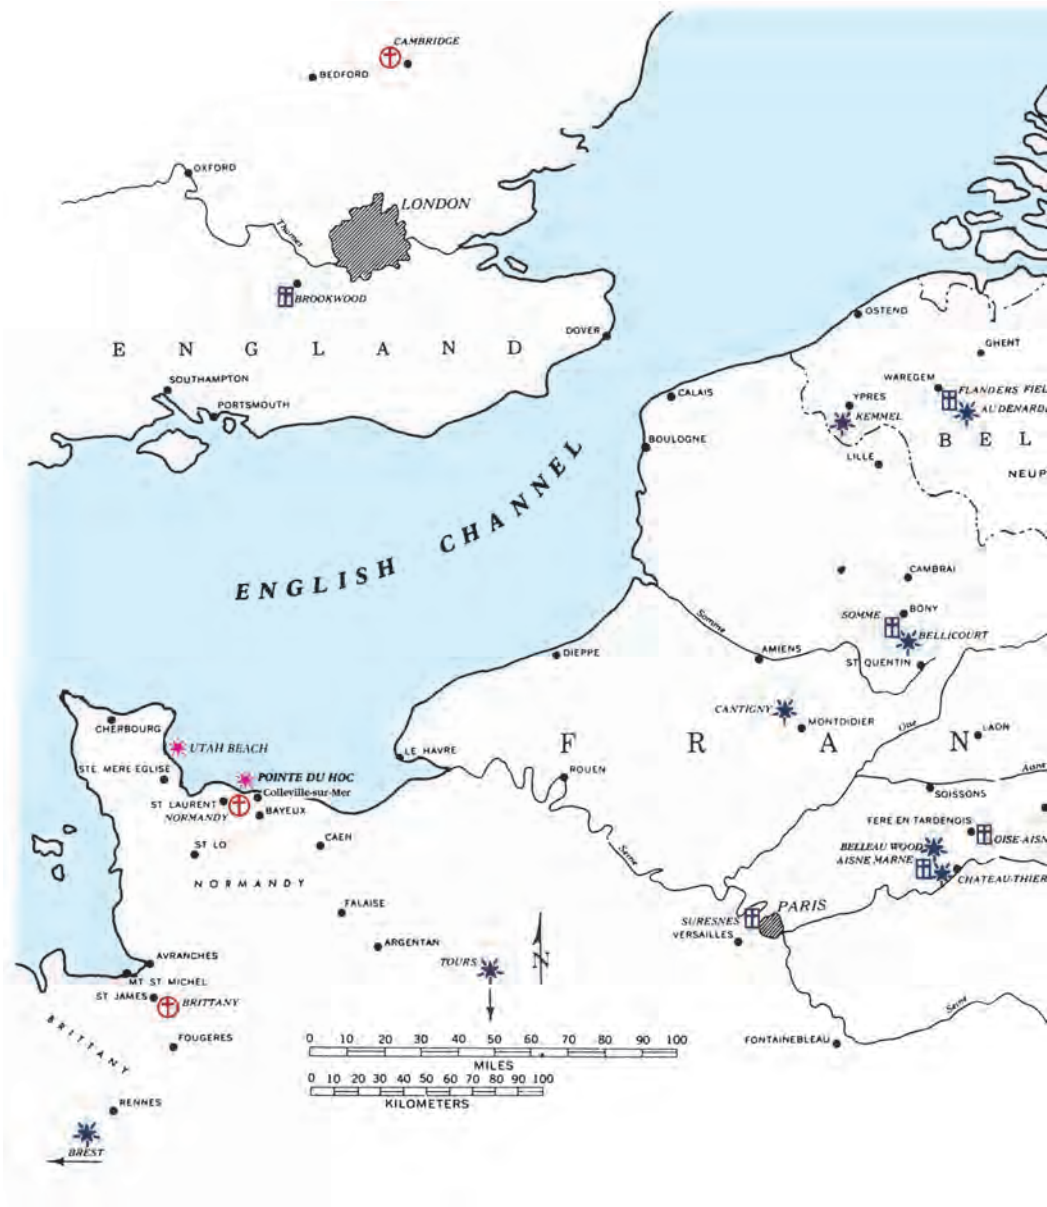 CAMBRIDGE
BEDFORD
OXFORD
LONDON
Thames
BROOKWOOD
ENGLAND
DOVER
SOUTHAMPTON
PORTSMOUTH
OSTEND
GHENT
WAREGEM
FLANDERS FIEL
AUDENARDE
CALAIS
YPRES
KEMMEL
BOULOGNE
BEL
LILLE
NEUP
ENGLISH CHANNEL
CAMBRAI
BONY
SOMME
BELLICOURT
Somme
DIEPPE
AMIENS
ST QUENTIN
CHERBOURG
UTAH BEACH
CANTIGNY
MONTDIDIER
Oise
LAON
FRAN
LE HAVRE
STE. MERE-EGLISE
POINTE DU HOC
Colleville-sur-Mer
ROUEN
Aisne
SOISSONS
ST LAURENT
NORMANDY
BAYEUX
FERE EN TARDENOIS
OISE-AISN
CAEN
ST LO
Seine
BELLEAU WOOD
AISNE MARNE
CHATEAU-THIER
NORMANDY
FALAISE
SURESNES
PARIS
VERSAILLES
ARGENTAN
TOURS
N
AVRANCHES
MT ST MICHEL
ST JAMES
BRITTANY
Seine
BRITTANY
FOUGERES
FONTAINEBLEAU
0 10 20 30 40 50 60 70 80 90 100
MILES
0 10 20 30 40 50 60 70 80 90 100
KILOMETERS
RENNES
BREST